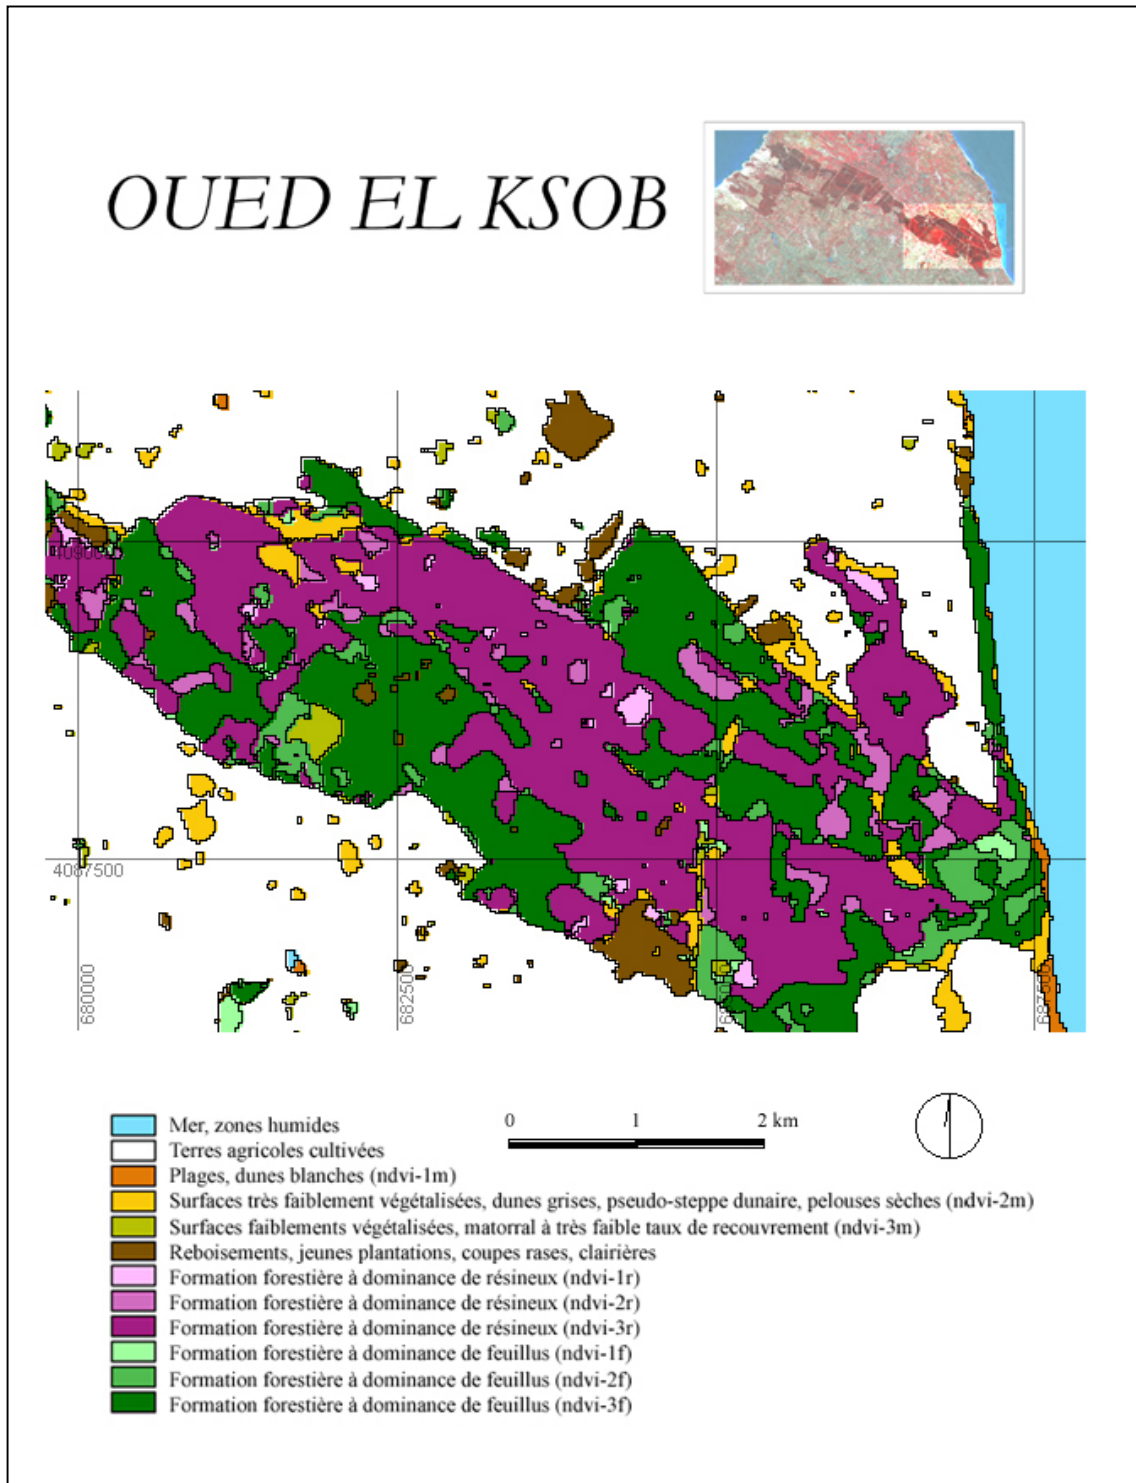 OUED EL KSOB
4087500
680000
682500
Mer, zones humides
Terres agricoles cultivées
Plages, dunes blanches (ndvi-1m)
Surfaces très faiblement végétalisées, dunes grises, pseudo-steppe dunaire, pelouses sèches (ndvi-2m)
Surfaces faiblements végétalisées, matorral à très faible taux de recouvrement (ndvi-3m)
Reboisements, jeunes plantations, coupes rases, clairières
Formation forestière à dominance de résineux (ndvi-1r)
Formation forestière à dominance de résineux (ndvi-2r)
Formation forestière à dominance de résineux (ndvi-3r)
Formation forestière à dominance de feuillus (ndvi-1f)
Formation forestière à dominance de feuillus (ndvi-2f)
Formation forestière à dominance de feuillus (ndvi-3f)
0 1 2 km